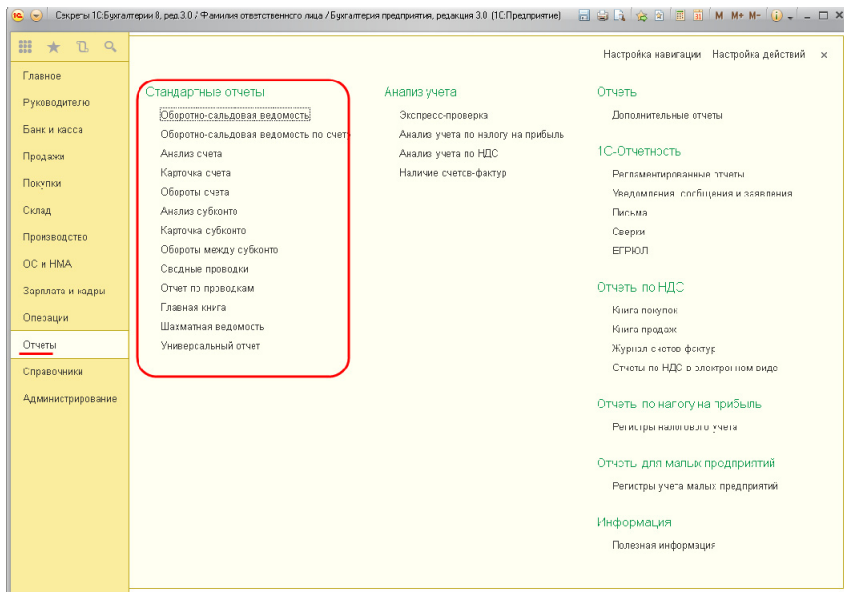 Секреты 1С:Бухгалтерии 8, ред.3.0 / Фамилия ответственного лица / Бухгалтерия предприятия, редакция 3.0 (1С:Предприятие)
M M+ M-
Настройка навигации Настройка действий
Главное
Руководителю
Банк и касса
Продажи
Покупки
Склад
Производство
ОС и НМА
Зарплата и кадры
Операции
Отчеты
Справочники
Администрирование
Стандартные отчеты
Оборотно-сальдовая ведомость
Оборотно-сальдовая ведомость по счету
Анализ счета
Карточка счета
Обороты счета
Анализ субконто
Карточка субконто
Обороты между субконто
Сводные проводки
Отчет по проводкам
Главная книга
Шахматная ведомость
Универсальный отчет
Анализ учета
Экспресс-проверка
Анализ учета по налогу на прибыль
Анализ учета по НДС
Наличие счетов-фактур
Отчеты
Дополнительные отчеты
1С-Отчетность
Регламентированные отчеты
Уведомления, сообщения и заявления
Письма
Сверки
ЕГРЮЛ
Отчеты по НДС
Книга покупок
Книга продаж
Журнал счетов фактур
Отчеты по НДС в электронном виде
Отчеты по налогу на прибыль
Регистры налогового учета
Отчеты для малых предприятий
Регистры учета малых предприятий
Информация
Полезная информация